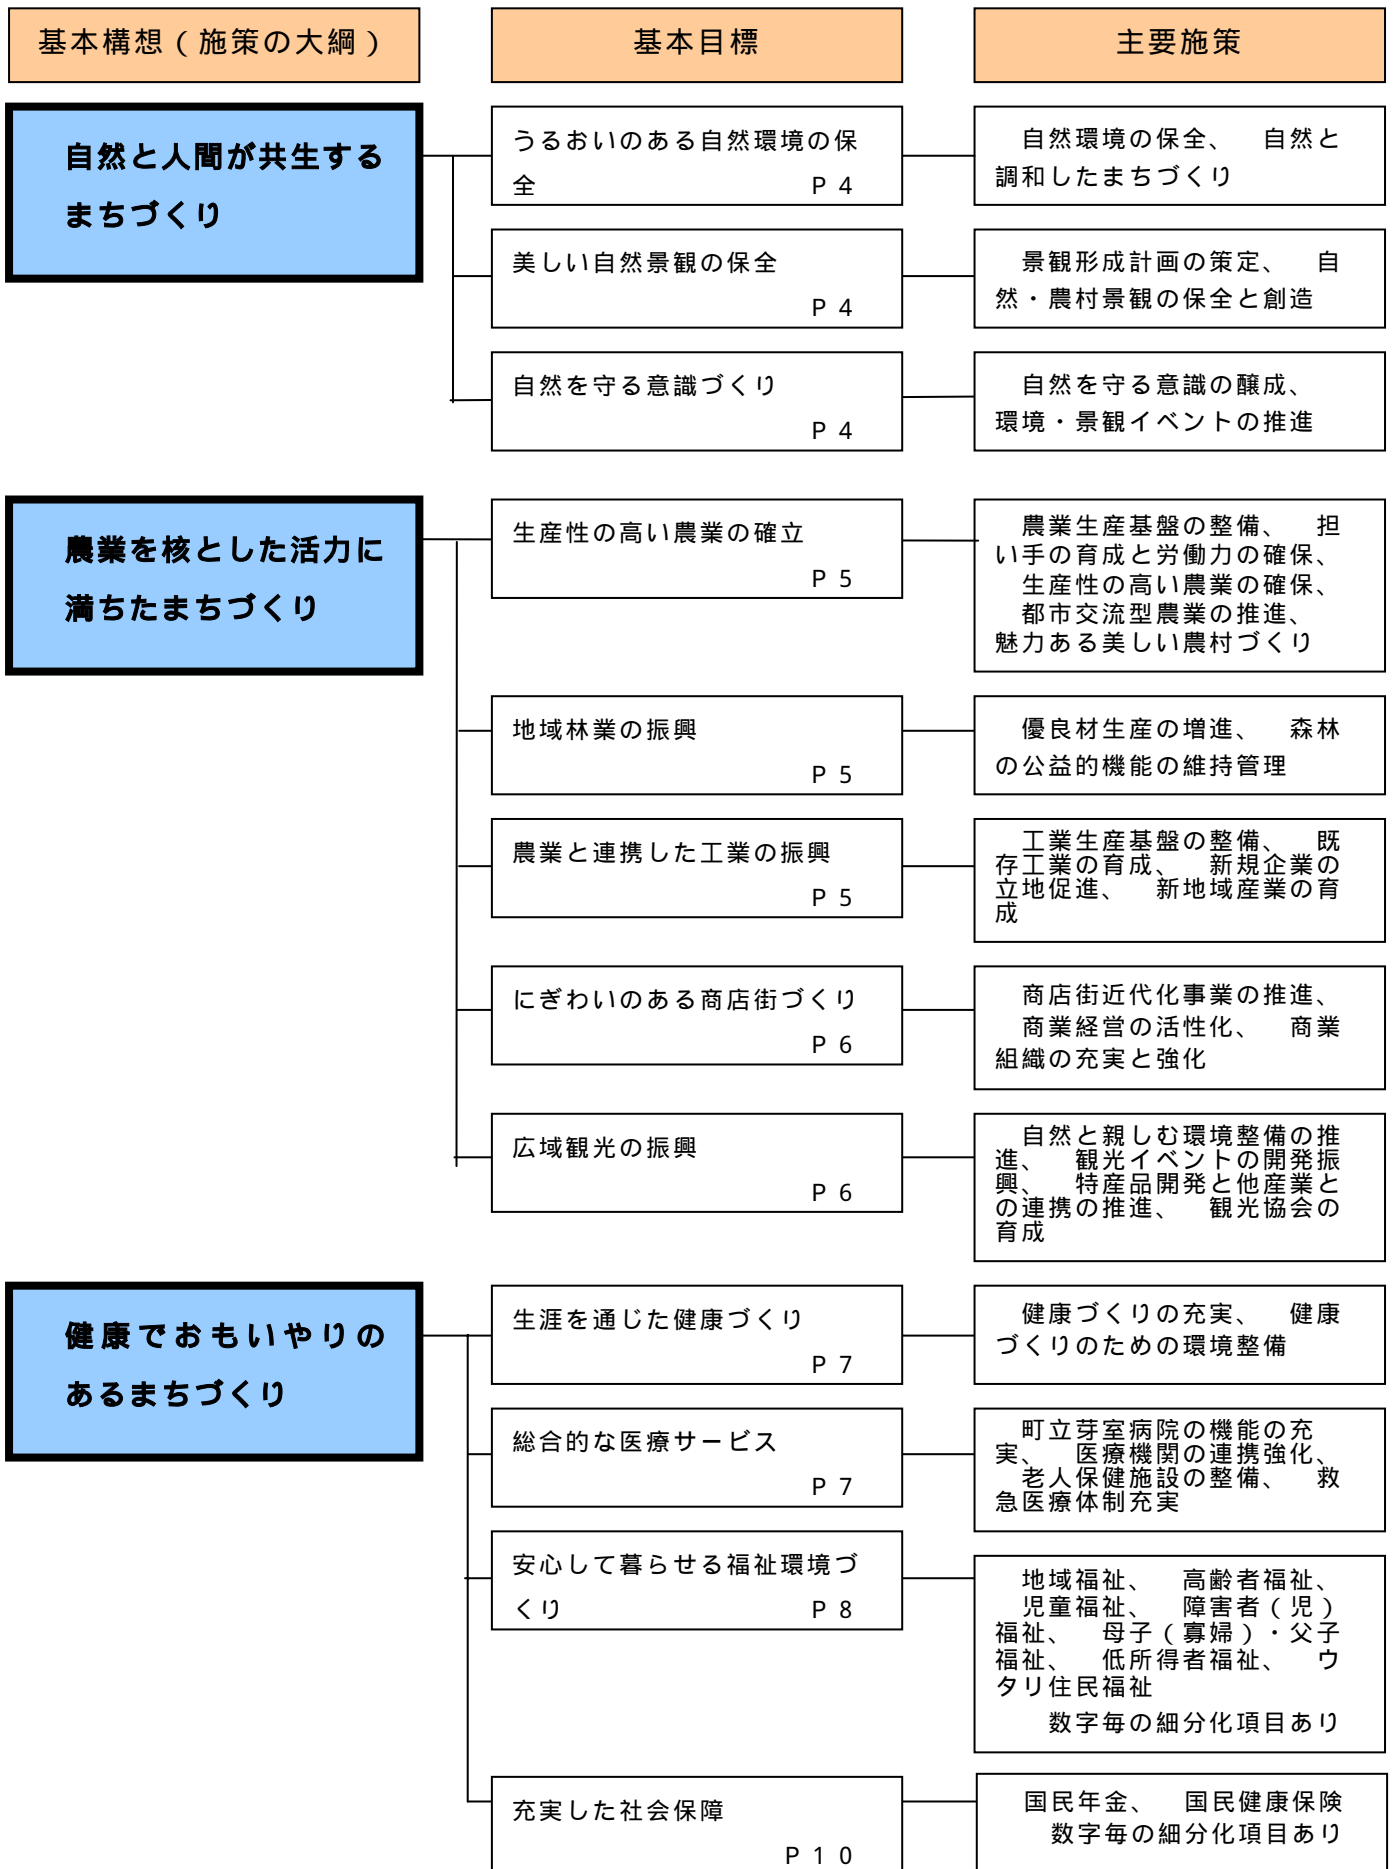 基本構想（施策の大綱）
基本目標
主要施策
自然と人間が共生する
まちづくり
うるおいのある自然環境の保
全 P 4
自然環境の保全、 自然と
調和したまちづくり
美しい自然景観の保全
P 4
景観形成計画の策定、 自
然・農村景観の保全と創造
自然を守る意識づくり
P 4
自然を守る意識の醸成、
環境・景観イベントの推進
農業を核とした活力に
満ちたまちづくり
生産性の高い農業の確立
P 5
農業生産基盤の整備、 担
い手の育成と労働力の確保、
生産性の高い農業の確保、
都市交流型農業の推進、
魅力ある美しい農村づくり
地域林業の振興
P 5
優良材生産の増進、 森林
の公益的機能の維持管理
農業と連携した工業の振興
P 5
工業生産基盤の整備、 既
存工業の育成、 新規企業の
立地促進、 新地域産業の育
成
にぎわいのある商店街づくり
P 6
商店街近代化事業の推進、
商業経営の活性化、 商業
組織の充実と強化
広域観光の振興
P 6
自然と親しむ環境整備の推
進、 観光イベントの開発振
興、 特産品開発と他産業と
の連携の推進、 観光協会の
育成
健康でおもいやりの
あるまちづくり
生涯を通じた健康づくり
P 7
健康づくりの充実、 健康
づくりのための環境整備
総合的な医療サービス
P 7
町立芽室病院の機能の充
実、 医療機関の連携強化、
老人保健施設の整備、 救
急医療体制充実
安心して暮らせる福祉環境づ
くり P 8
地域福祉、 高齢者福祉、
児童福祉、 障害者（児）
福祉、 母子（寡婦）・父子
福祉、 低所得者福祉、 ウ
タリ住民福祉
数字毎の細分化項目あり
充実した社会保障
P 1 0
国民年金、 国民健康保険
数字毎の細分化項目あり